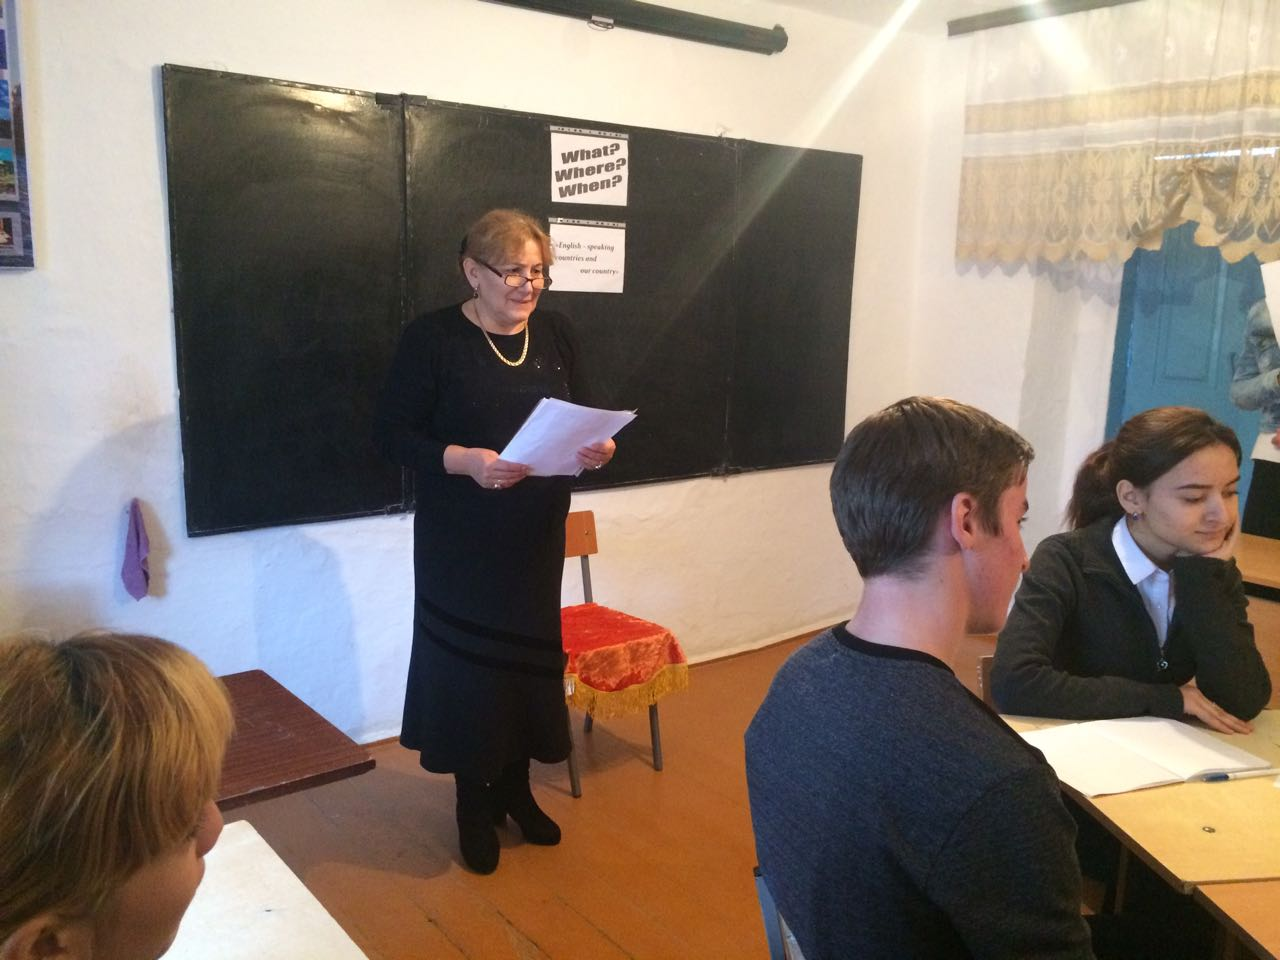 What?
Where?
When?
«English – speaking
countries and
our country»